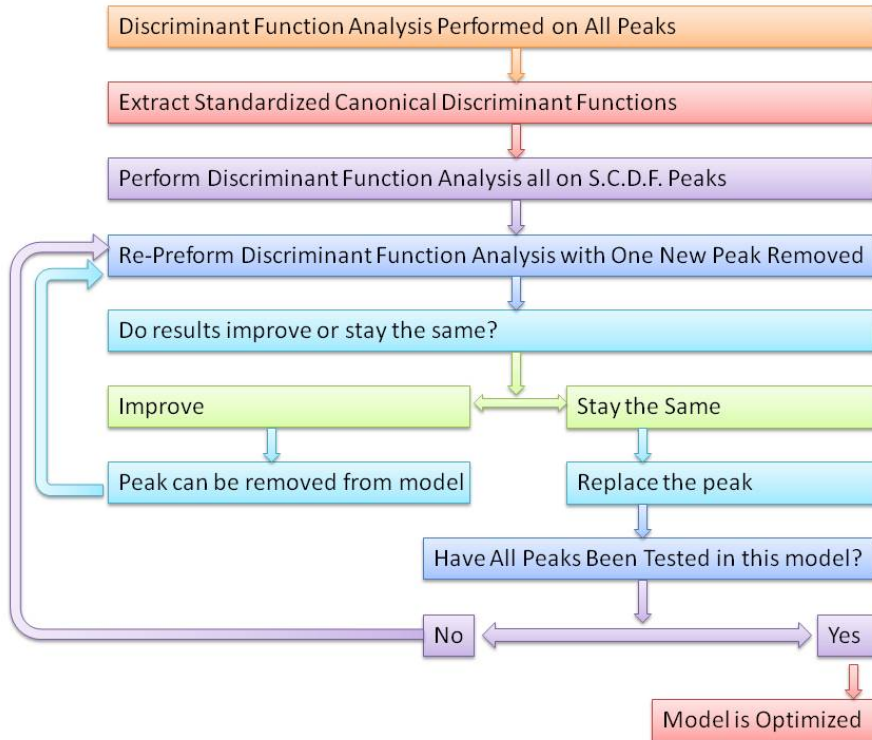 Discriminant Function Analysis Performed on All Peaks
Extract Standardized Canonical Discriminant Functions
Perform Discriminant Function Analysis all on S.C.D.F. Peaks
Re-Preform Discriminant Function Analysis with One New Peak Removed
Do results improve or stay the same?
Improve
Stay the Same
Peak can be removed from model
Replace the peak
Have All Peaks Been Tested in this model?
No
Yes
Model is Optimized